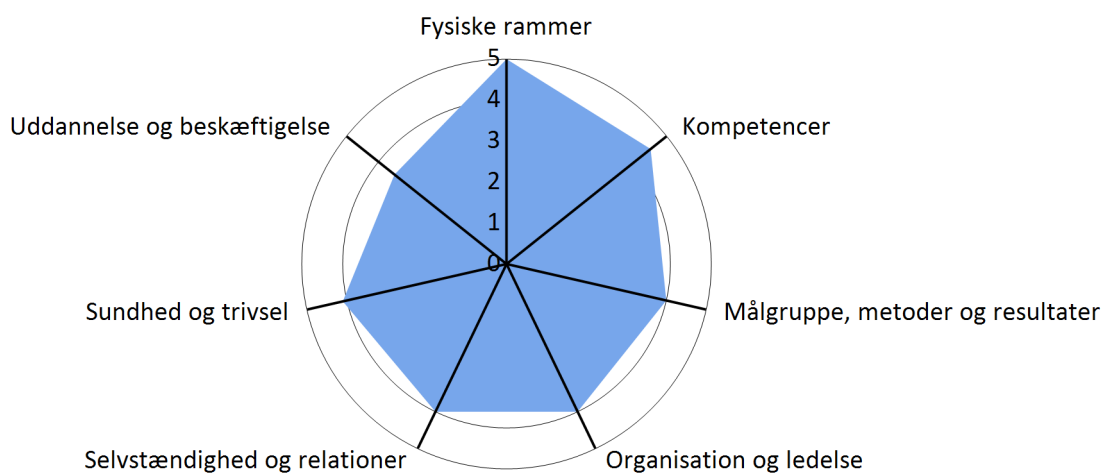 Fysiske rammer
5
4
3
2
1
0
Uddannelse og beskæftigelse
Kompetencer
Sundhed og trivsel
Målgruppe, metoder og resultater
Selvstændighed og relationer
Organisation og ledelse